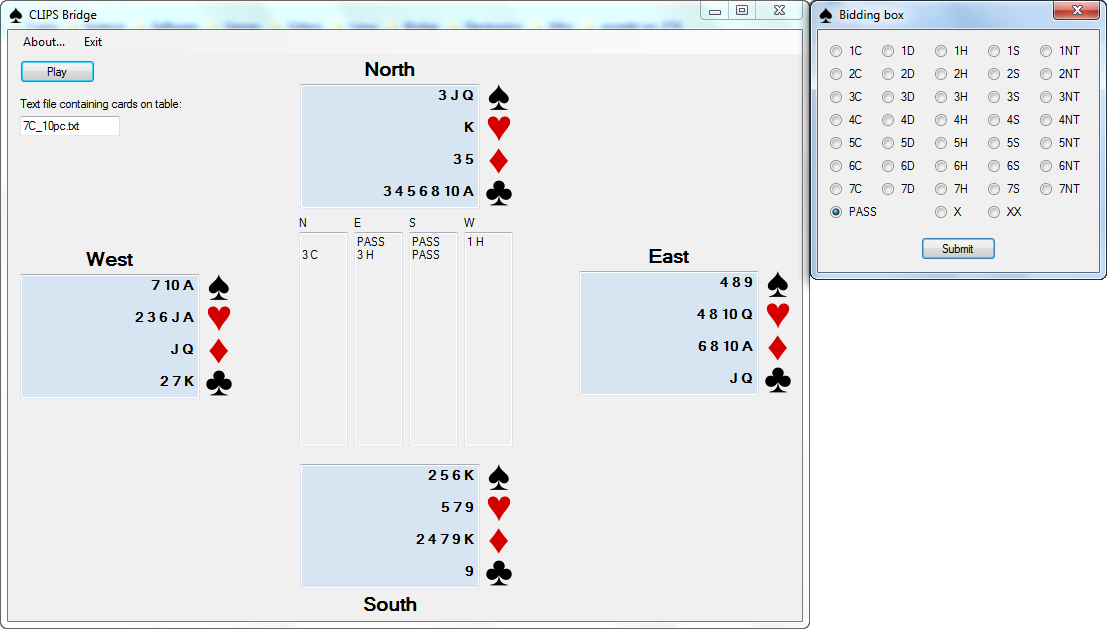 CLIPS Bridge
About... Exit
Play
Text file containing cards on table:
7C_10pc.txt
North
3 J Q
K
3 5
3 4 5 6 8 10 A
West
7 10 A
2 3 6 J A
J Q
2 7 K
N E S W
PASS PASS 1 H
3 C 3 H PASS
East
4 8 9
4 8 10 Q
6 8 10 A
J Q
2 5 6 K
5 7 9
2 4 7 9 K
9
South
Bidding box
1C 1D 1H 1S 1NT
2C 2D 2H 2S 2NT
3C 3D 3H 3S 3NT
4C 4D 4H 4S 4NT
5C 5D 5H 5S 5NT
6C 6D 6H 6S 6NT
7C 7D 7H 7S 7NT
PASS X XX
Submit